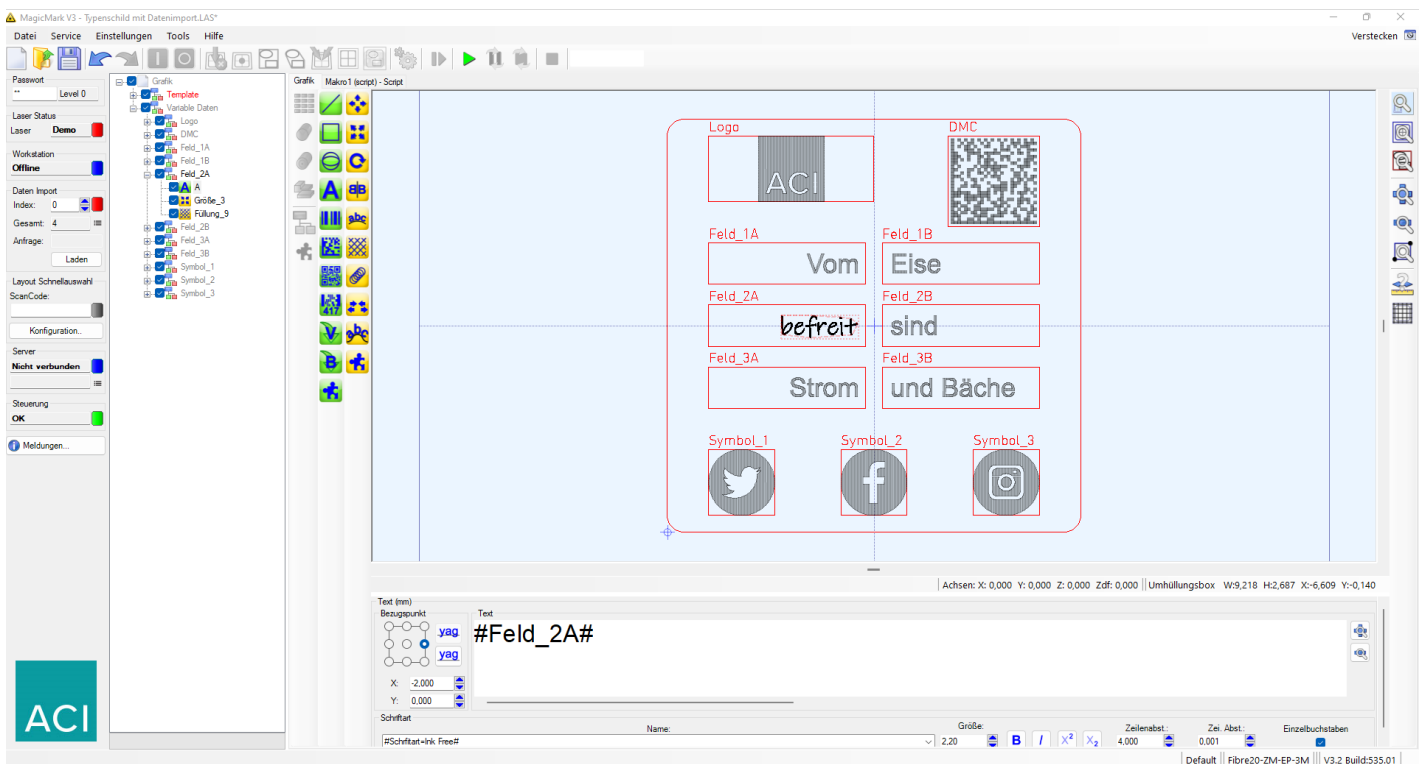 MagicMark V3 - Typenschild mit Datenimport.LAS*
Datei Service Einstellungen Tools Hilfe Verstecken
Passwort
** Level 0
Laser Status
Laser Demo
Workstation
Offline
Daten Import
Index: 0
Gesamt: 4
Anfrage:
Laden
Layout Schnellauswahl
ScanCode:
Konfiguration..
Server
Nicht verbunden
Steuerung
OK
Meldungen...
ACI
Grafik
Template
Variable Daten
Logo
DMC
Feld_1A
Feld_1B
Feld_2A
A A
Größe_3
Füllung_9
Feld_2B
Feld_3A
Feld_3B
Symbol_1
Symbol_2
Symbol_3
Grafik Makro1 (script) - Script
A BB
abc
417
V abc
B
Logo DMC
ACI
Feld_1A Feld_1B
Vom Eise
Feld_2A Feld_2B
befreit sind
Feld_3A Feld_3B
Strom und Bäche
Symbol_1 Symbol_2 Symbol_3
Achsen: X: 0,000 Y: 0,000 Z: 0,000 Zdf: 0,000 Umhüllungsbox W:9,218 H:2,687 X:-6,609 Y:-0,140
Text (mm)
Bezugspunkt Text
yag
yag
#Feld_2A#
X: -2,000
Y: 0,000
Schriftart
Name: Größe: Zeilenabst.: Zei. Abst.: Einzelbuchstaben
#Schriftart=Ink Free# 2,20 B I X² X₂ 4,000 0,001
Default Fibre20-ZM-EP-3M V3.2 Build:535.01